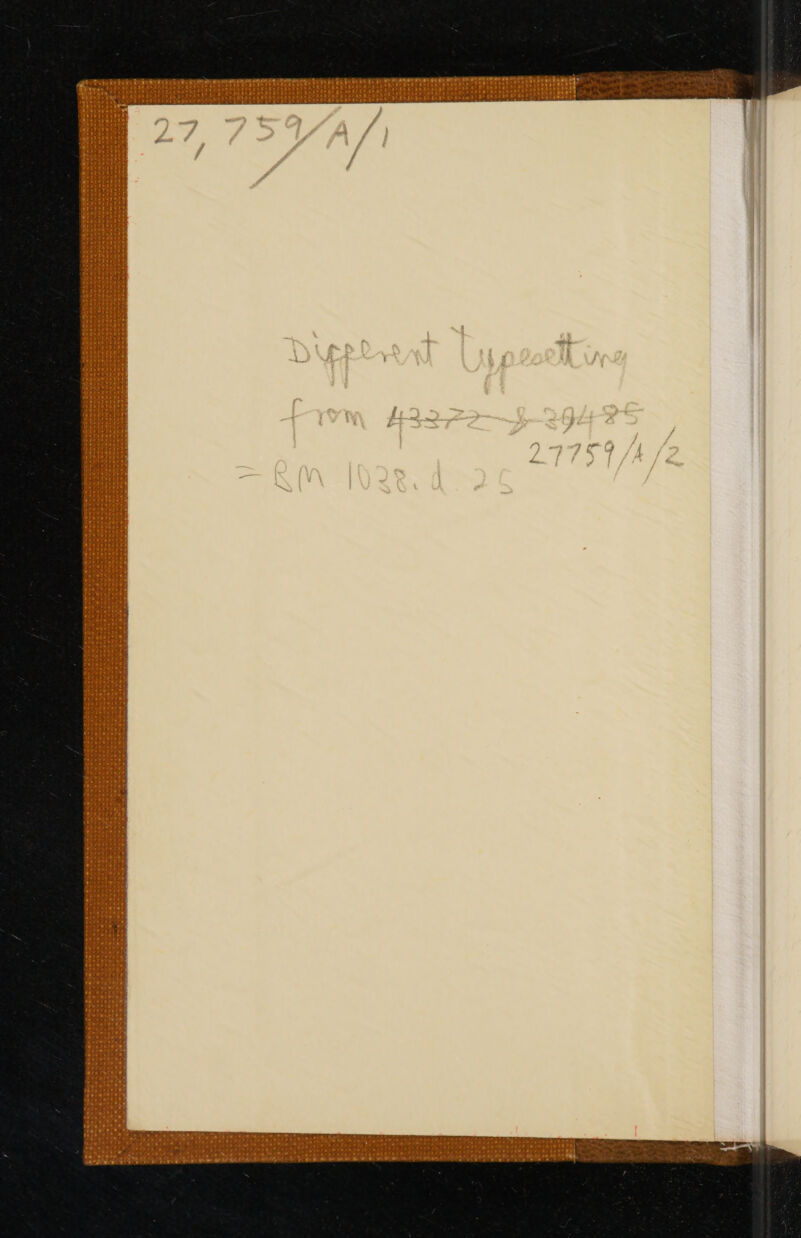 27,759/A/1
Different typesetting
from 43372 & 39485
27759/A/2
= BM 1038.d.25